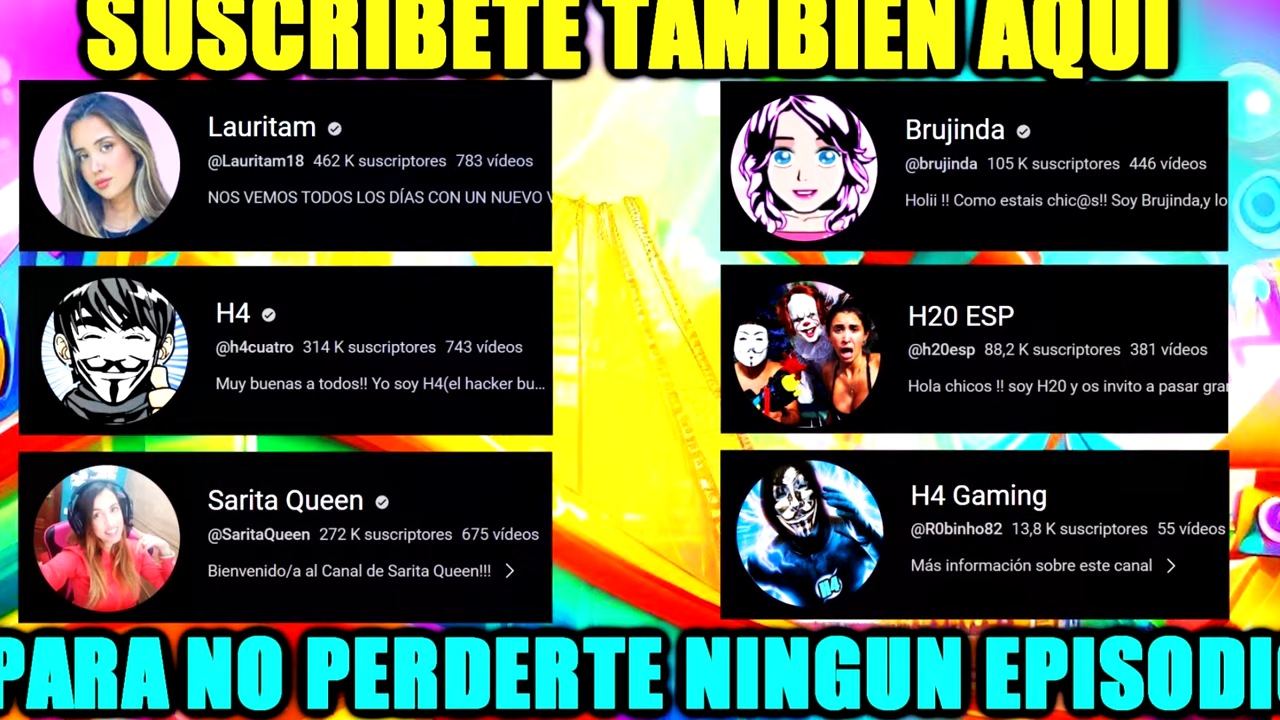 SUSCRIBETE TAMBIEN AQUI
Lauritam
@Lauritam18 462 K suscriptores 783 vídeos
NOS VEMOS TODOS LOS DÍAS CON UN NUEVO
H4
@h4cuatro 314 K suscriptores 743 vídeos
Muy buenas a todos!! Yo soy H4(el hacker bu...
Sarita Queen
@SaritaQueen 272 K suscriptores 675 vídeos
Bienvenido/a al Canal de Sarita Queen!!!
Brujinda
@brujinda 105 K suscriptores 446 vídeos
Holii !! Como estais chic@s!! Soy Brujinda,y lo
H20 ESP
@h20esp 88,2 K suscriptores 381 vídeos
Hola chicos !! soy H20 y os invito a pasar gra
H4 Gaming
@R0binho82 13,8 K suscriptores 55 vídeos
Más información sobre este canal
H4
PARA NO PERDERTE NINGUN EPISODI